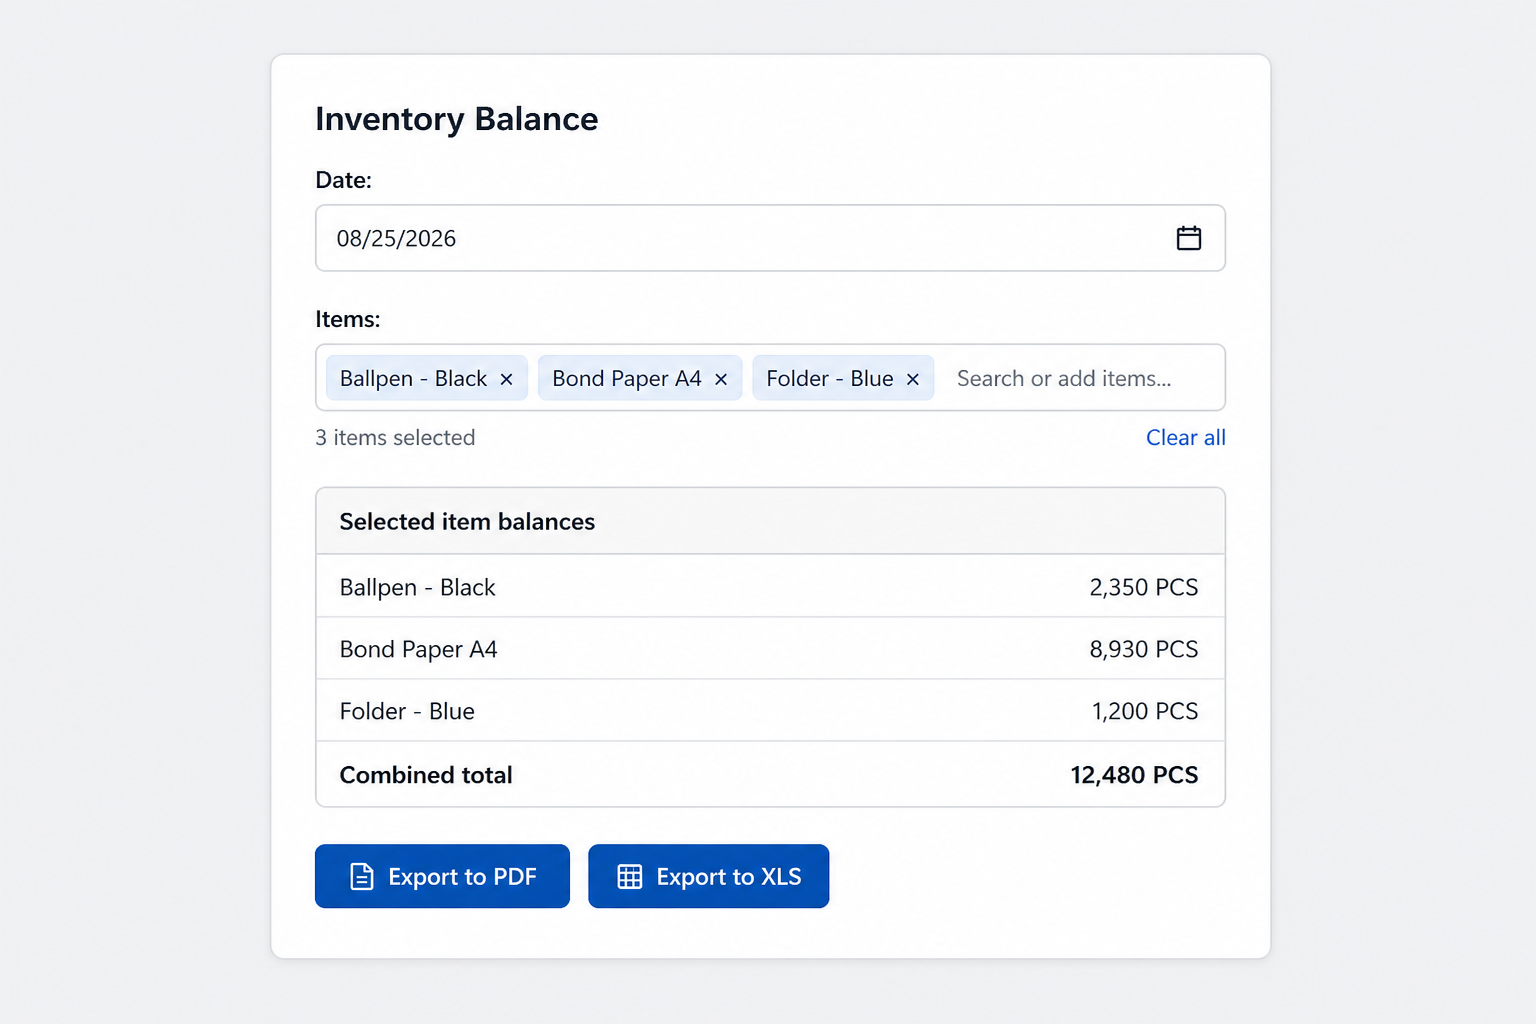 Inventory Balance
Date:
08/25/2026
Items:
Ballpen - Black × Bond Paper A4 × Folder - Blue × Search or add items...
3 items selected Clear all
Selected item balances
Ballpen - Black 2,350 PCS
Bond Paper A4 8,930 PCS
Folder - Blue 1,200 PCS
Combined total 12,480 PCS
Export to PDF Export to XLS